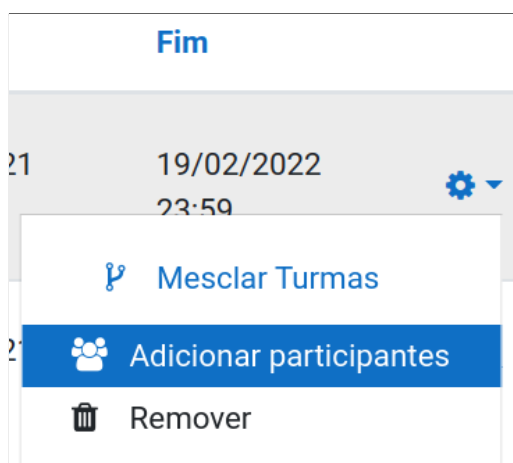 Fim
21
19/02/2022
23:59
Mesclar Turmas
Adicionar participantes
Remover